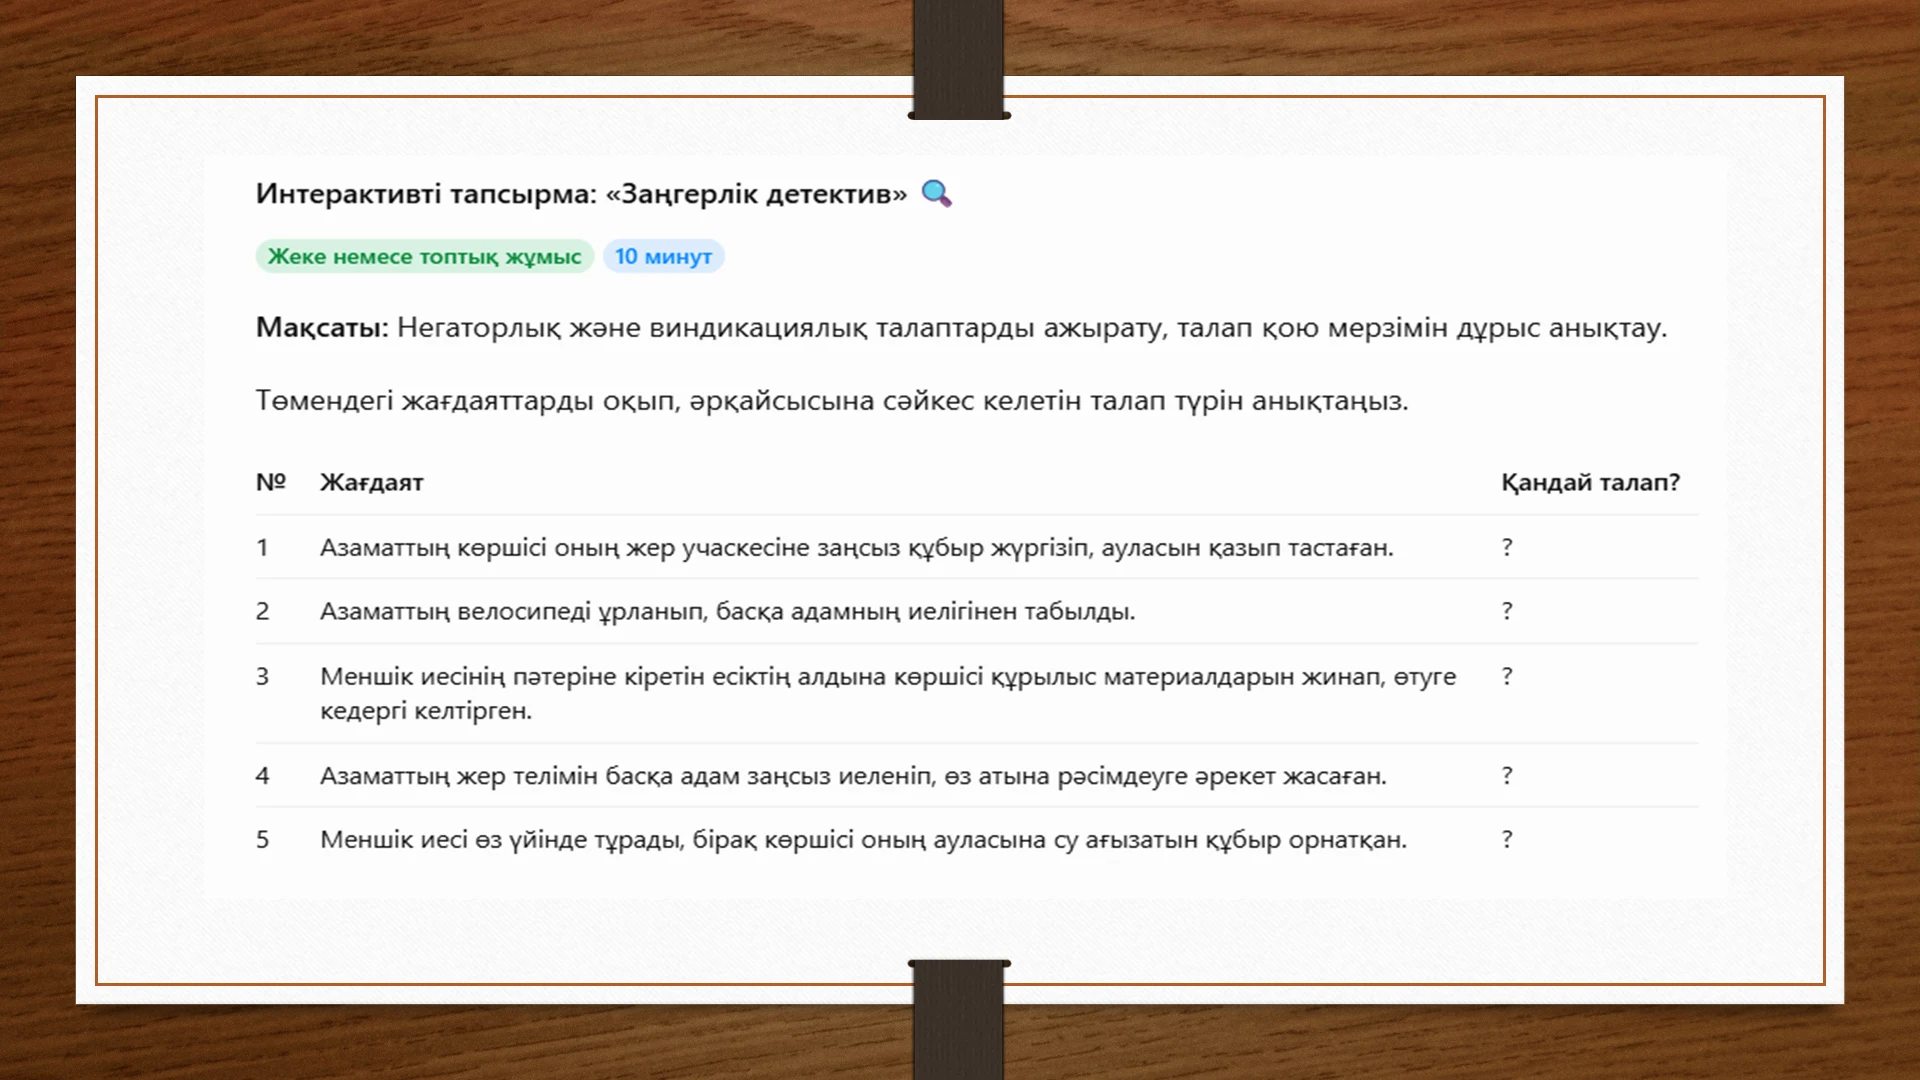 Интерактивті тапсырма: «Заңгерлік детектив» 🔍
Жеке немесе топтық жұмыс 10 минут
Мақсаты: Негаторлық және виндикациялық талаптарды ажырату, талап қою мерзімін дұрыс анықтау.
Төмендегі жағдаяттарды оқып, әрқайсысына сәйкес келетін талап түрін анықтаңыз.
№ Жағдаят Қандай талап?
1 Азаматтың көршісі оның жер учаскесіне заңсыз құбыр жүргізіп, ауласын қазып тастаған. ?
2 Азаматтың велосипеді ұрланып, басқа адамның иелігінен табылды. ?
3 Меншік иесінің пәтеріне кіретін есіктің алдына көршісі құрылыс материалдарын жинап, өтуге ?
кедергі келтірген.
4 Азаматтың жер телімін басқа адам заңсыз иеленіп, өз атына рәсімдеуге әрекет жасаған. ?
5 Меншік иесі өз үйінде тұрады, бірақ көршісі оның ауласына су ағызатын құбыр орнатқан. ?